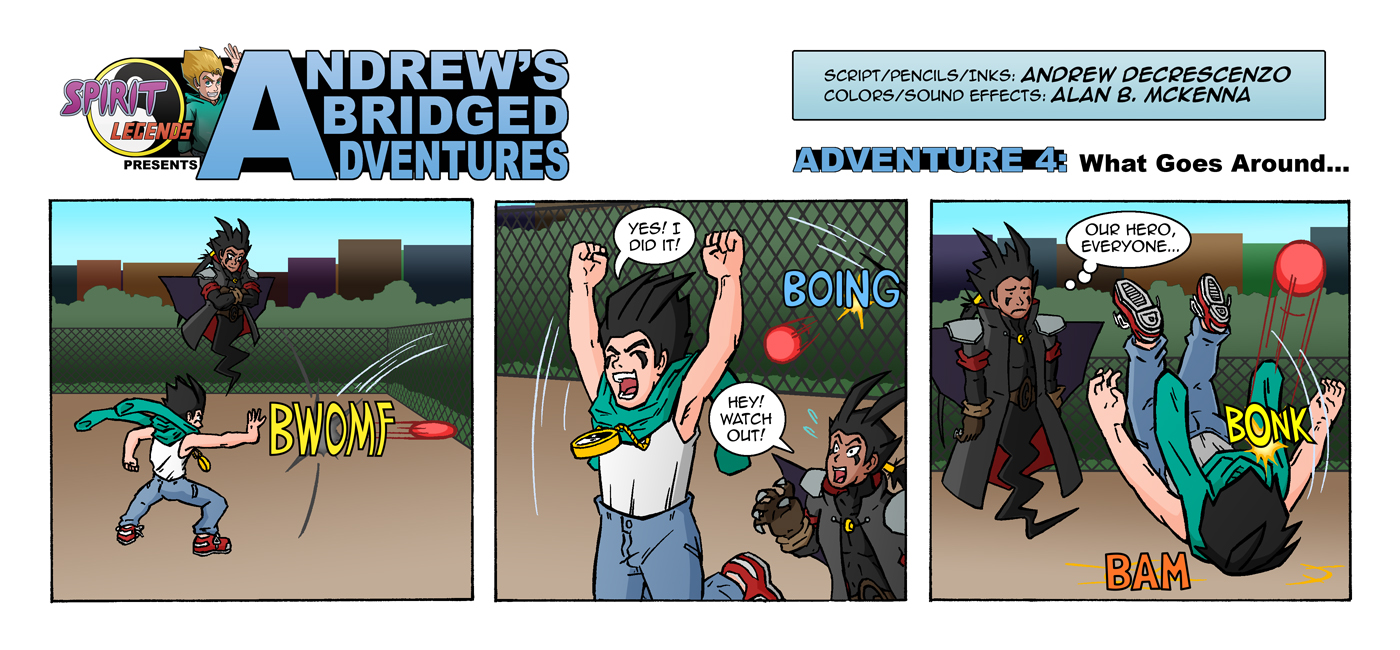 SPIRIT
LEGENDS
PRESENTS
ANDREW'S
ABRIDGED
ADVENTURES
SCRIPT/PENCILS/INKS: ANDREW DECRESCENZO
COLORS/SOUND EFFECTS: ALAN B. MCKENNA
ADVENTURE 4: What Goes Around...
BWOMF
YES! I
DID IT!
BOING
HEY!
WATCH
OUT!
OUR HERO,
EVERYONE...
BONK
BAM